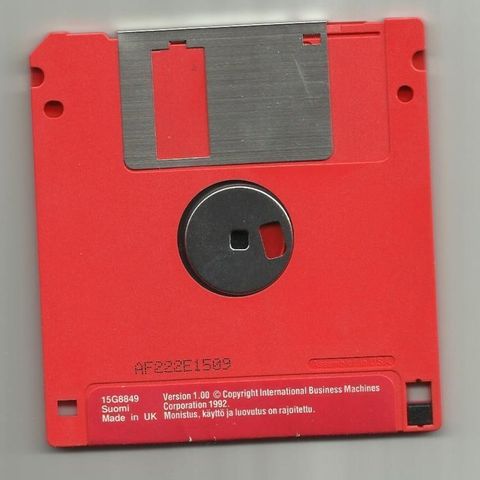 AF222E1509
15G8849
Suomi
Made in UK
Version 1.00 © Copyright International Business Machines
Corporation 1992.
Monistus, käyttö ja luovutus on rajoitettu.